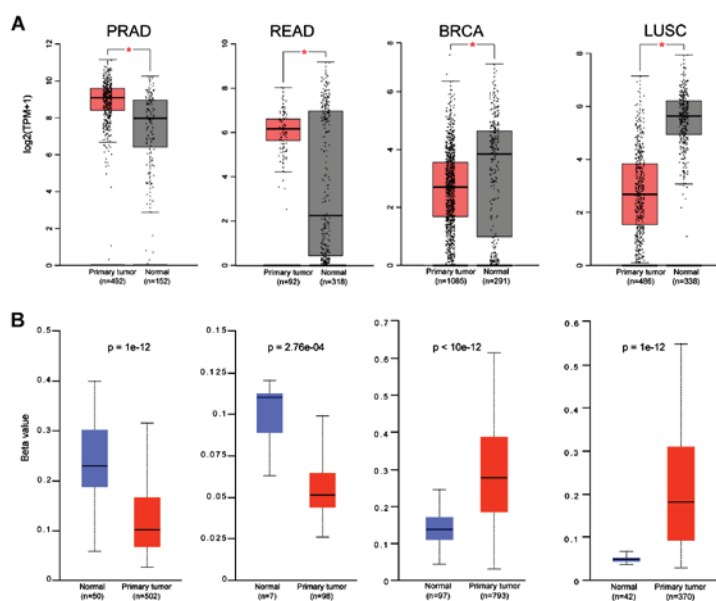 A
PRAD
READ
BRCA
LUSC
*
*
*
*
log2(TPM+1)
12
10
8
6
4
2
0
10
8
6
4
2
0
8
6
4
2
0
8
6
4
2
0
Primary tumor
(n=492)
Normal
(n=152)
Primary tumor
(n=92)
Normal
(n=318)
Primary tumor
(n=1085)
Normal
(n=291)
Primary tumor
(n=486)
Normal
(n=338)
B
p = 1e-12
p = 2.76e-04
p < 10e-12
p = 1e-12
Beta value
0.5
0.4
0.3
0.2
0.1
0
0.15
0.125
0.1
0.075
0.05
0.025
0
0.7
0.6
0.5
0.4
0.3
0.2
0.1
0
0.6
0.5
0.4
0.3
0.2
0.1
0
Normal
(n=50)
Primary tumor
(n=502)
Normal
(n=7)
Primary tumor
(n=98)
Normal
(n=97)
Primary tumor
(n=793)
Normal
(n=42)
Primary tumor
(n=370)